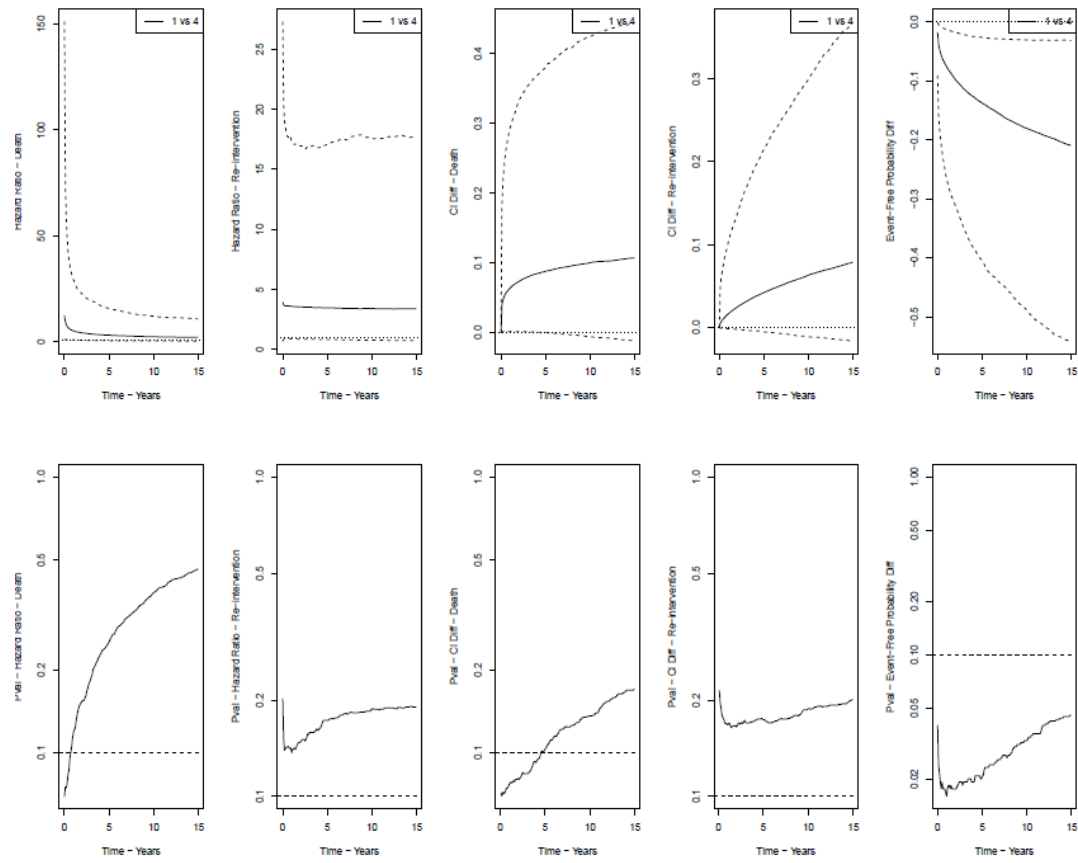 1 vs 4
Hazard Ratio - Death
0
50
100
150
0 5 10 15
Time - Years
1 vs 4
Hazard Ratio - Re-intervention
0
5
10
15
20
25
0 5 10 15
Time - Years
1 vs 4
CI Diff - Death
0.0
0.1
0.2
0.3
0.4
0 5 10 15
Time - Years
1 vs 4
CI Diff - Re-intervention
0.0
0.1
0.2
0.3
0 5 10 15
Time - Years
1 vs 4
Event-Free Probability Diff
-0.5
-0.4
-0.3
-0.2
-0.1
0.0
0 5 10 15
Time - Years
Pval - Hazard Ratio - Death
0.1
0.2
0.5
1.0
0 5 10 15
Time - Years
Pval - Hazard Ratio - Re-intervention
0.1
0.2
0.5
1.0
0 5 10 15
Time - Years
Pval - CI Diff - Death
0.1
0.2
0.5
1.0
0 5 10 15
Time - Years
Pval - CI Diff - Re-intervention
0.1
0.2
0.5
1.0
0 5 10 15
Time - Years
Pval - Event-Free Probability Diff
0.02
0.05
0.10
0.20
0.50
1.00
0 5 10 15
Time - Years